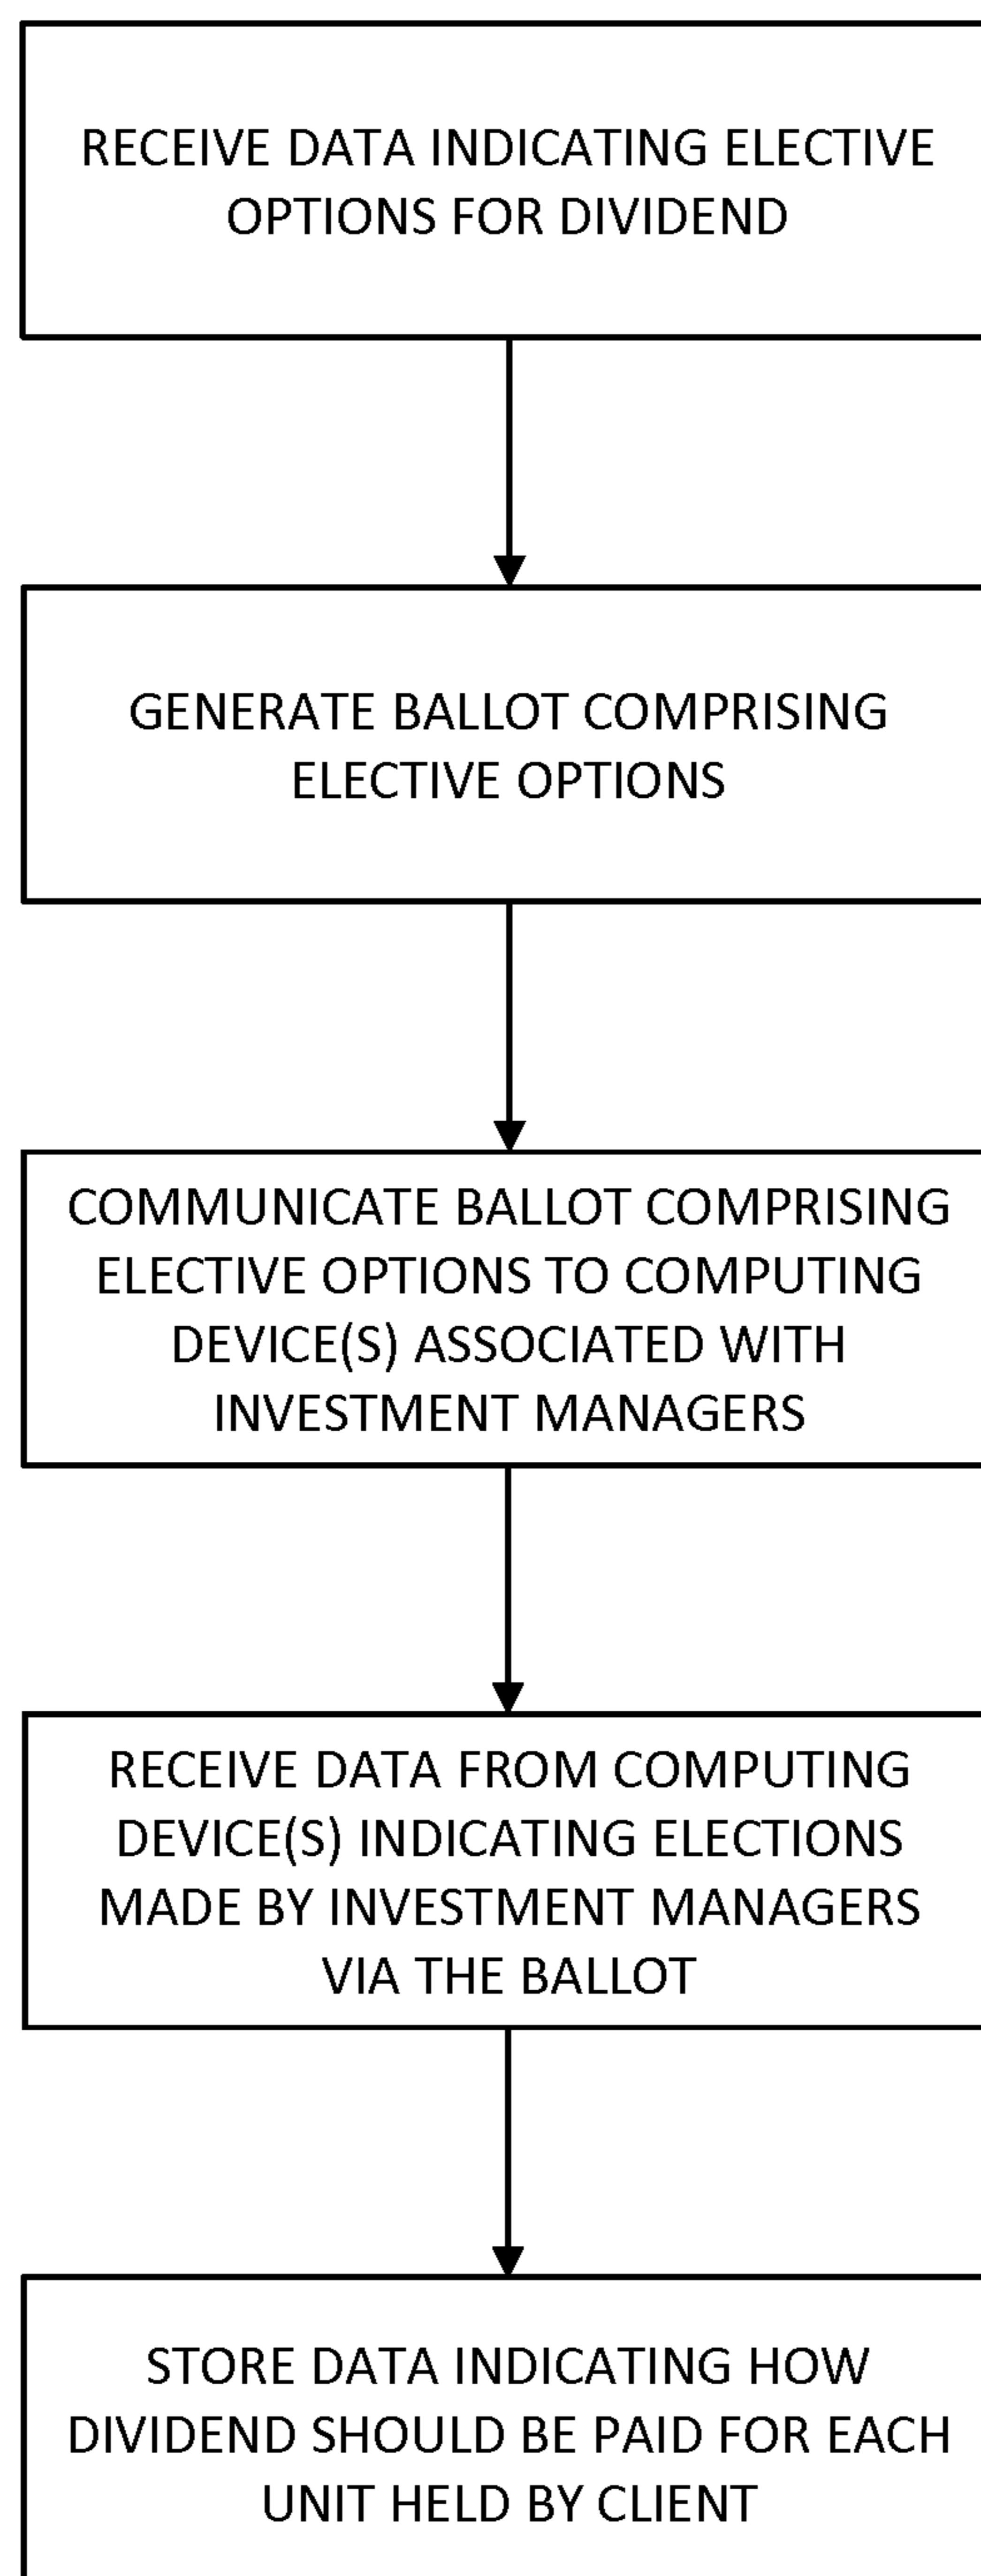 RECEIVE DATA INDICATING ELECTIVE
OPTIONS FOR DIVIDEND
GENERATE BALLOT COMPRISING
ELECTIVE OPTIONS
COMMUNICATE BALLOT COMPRISING
ELECTIVE OPTIONS TO COMPUTING
DEVICE(S) ASSOCIATED WITH
INVESTMENT MANAGERS
RECEIVE DATA FROM COMPUTING
DEVICE(S) INDICATING ELECTIONS
MADE BY INVESTMENT MANAGERS
VIA THE BALLOT
STORE DATA INDICATING HOW
DIVIDEND SHOULD BE PAID FOR EACH
UNIT HELD BY CLIENT